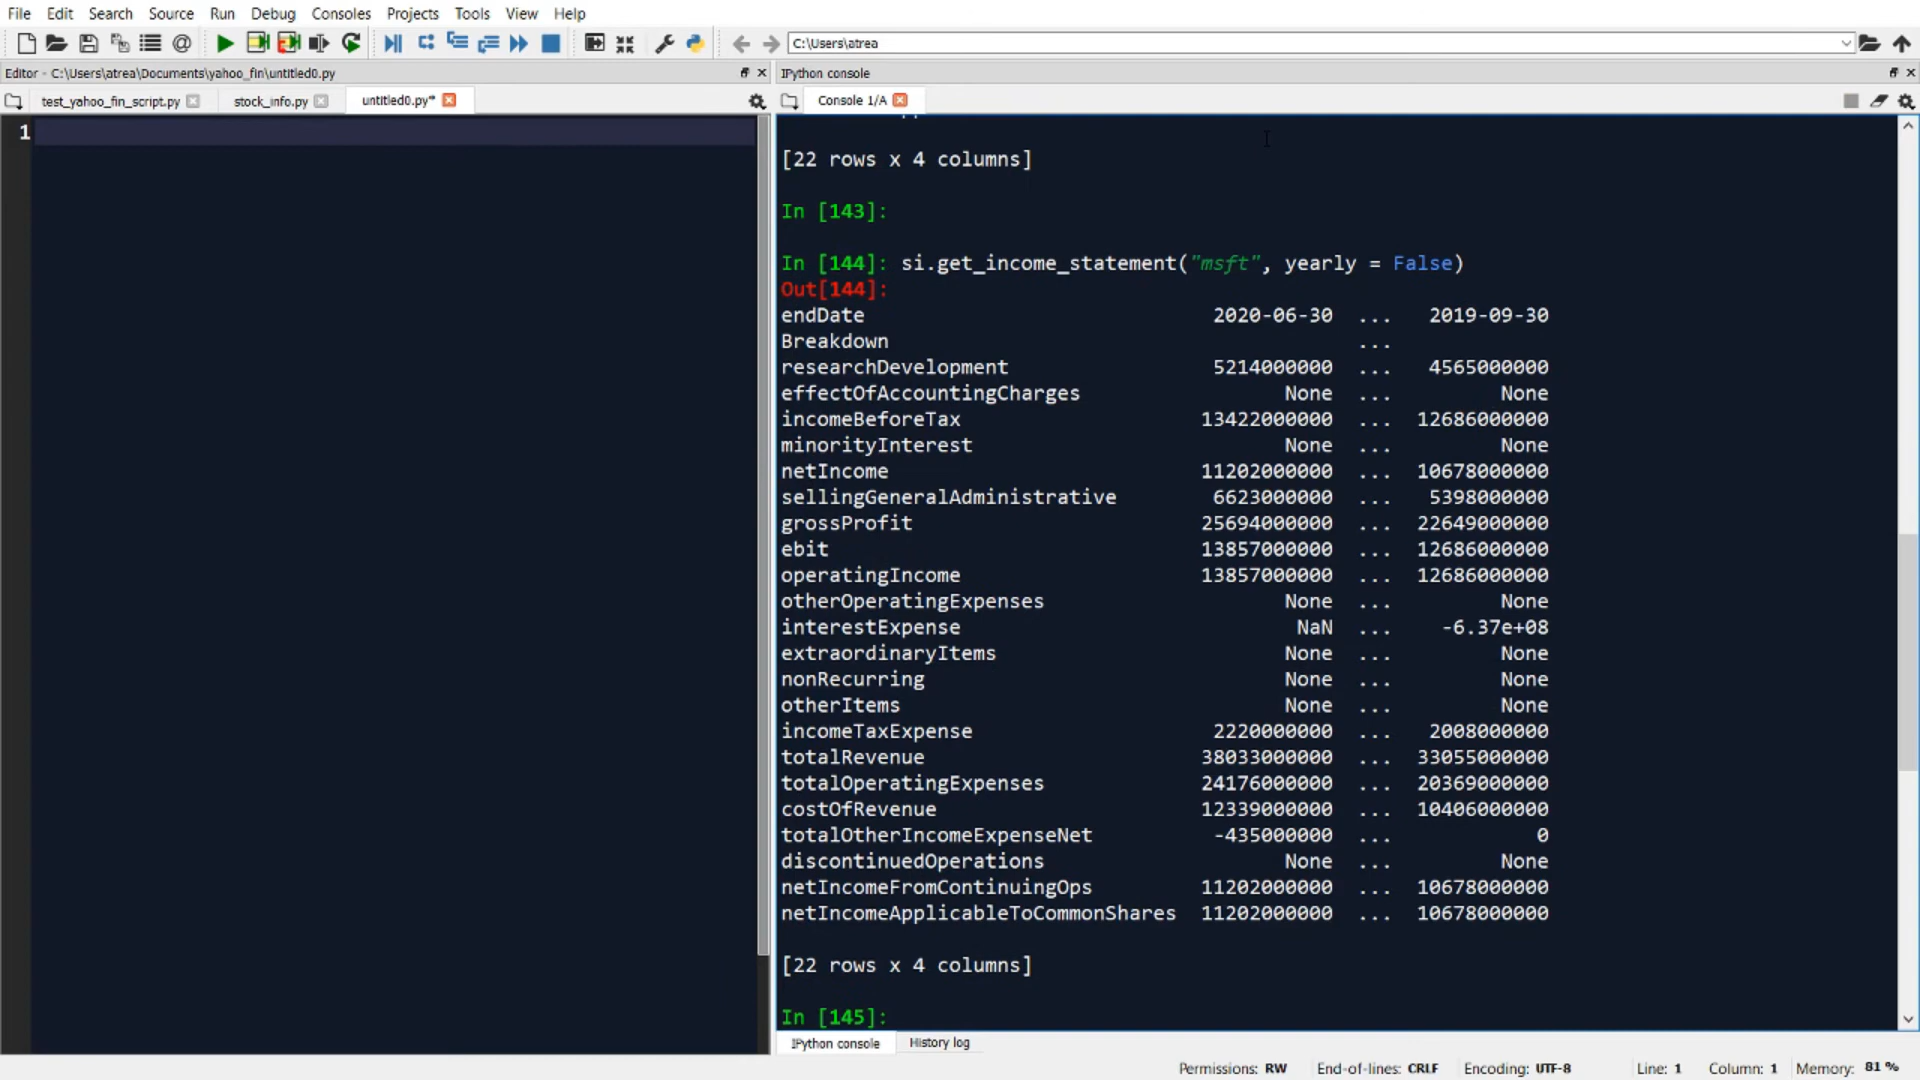 File Edit Search Source Run Debug Consoles Projects Tools View Help
C:\Users\atrea
Editor - C:\Users\atrea\Documents\yahoo_fin\untitled0.py
IPython console
test_yahoo_fin_script.py stock_info.py untitled0.py*
Console 1/A
1
[22 rows x 4 columns]
In [143]:
In [144]: si.get_income_statement("msft", yearly = False)
Out[144]:
endDate 2020-06-30 ... 2019-09-30
Breakdown ...
researchDevelopment 5214000000 ... 4565000000
effectOfAccountingCharges None ... None
incomeBeforeTax 13422000000 ... 12686000000
minorityInterest None ... None
netIncome 11202000000 ... 10678000000
sellingGeneralAdministrative 6623000000 ... 5398000000
grossProfit 25694000000 ... 22649000000
ebit 13857000000 ... 12686000000
operatingIncome 13857000000 ... 12686000000
otherOperatingExpenses None ... None
interestExpense NaN ... -6.37e+08
extraordinaryItems None ... None
nonRecurring None ... None
otherItems None ... None
incomeTaxExpense 2220000000 ... 2008000000
totalRevenue 38033000000 ... 33055000000
totalOperatingExpenses 24176000000 ... 20369000000
costOfRevenue 12339000000 ... 10406000000
totalOtherIncomeExpenseNet -435000000 ... 0
discontinuedOperations None ... None
netIncomeFromContinuingOps 11202000000 ... 10678000000
netIncomeApplicableToCommonShares 11202000000 ... 10678000000
[22 rows x 4 columns]
In [145]:
IPython console History log
Permissions: RW End-of-lines: CRLF Encoding: UTF-8 Line: 1 Column: 1 Memory: 81 %